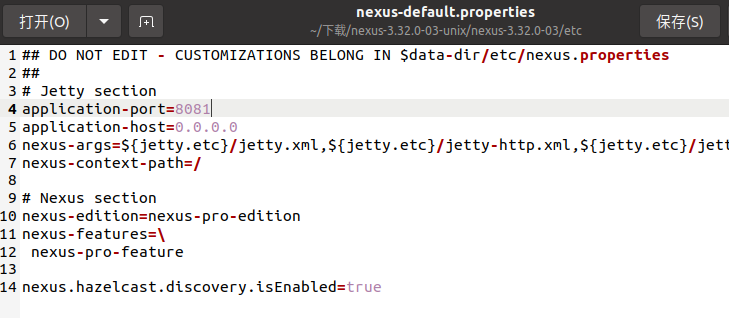 打开(O)
nexus-default.properties
~/下载/nexus-3.32.0-03-unix/nexus-3.32.0-03/etc
保存(S)
1 ## DO NOT EDIT - CUSTOMIZATIONS BELONG IN $data-dir/etc/nexus.properties
2 ##
3 # Jetty section
4 application-port=8081
5 application-host=0.0.0.0
6 nexus-args=${jetty.etc}/jetty.xml,${jetty.etc}/jetty-http.xml,${jetty.etc}/jett
7 nexus-context-path=/
8
9 # Nexus section
10 nexus-edition=nexus-pro-edition
11 nexus-features=\
12  nexus-pro-feature
13
14 nexus.hazelcast.discovery.isEnabled=true